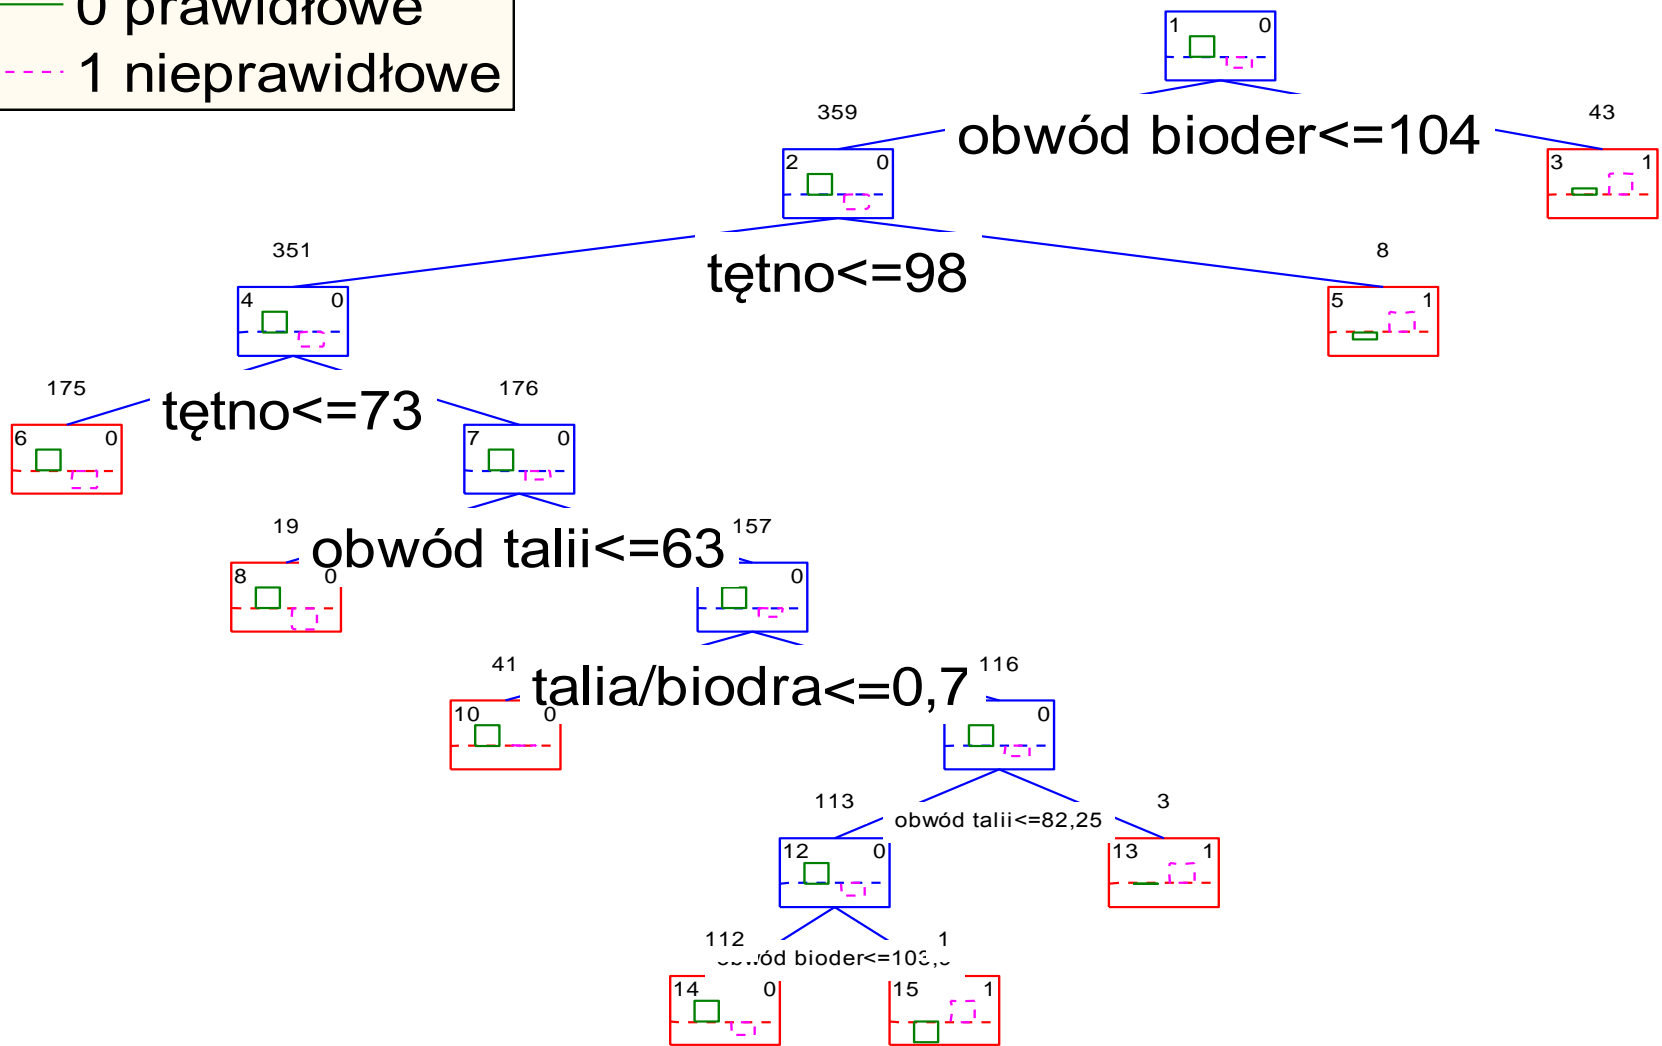 0 prawidłowe
1 nieprawidłowe
1 0
359 43
obwód bioder<=104
2 0
3 1
351 8
tętno<=98
4 0
5 1
175 176
tętno<=73
6 0
7 0
19 157
obwód talii<=63
8 0
0
41 116
talia/biodra<=0,7
10 0
0
113 3
obwód talii<=82,25
12 0
13 1
112 1
obwód bioder
14 0
15 1